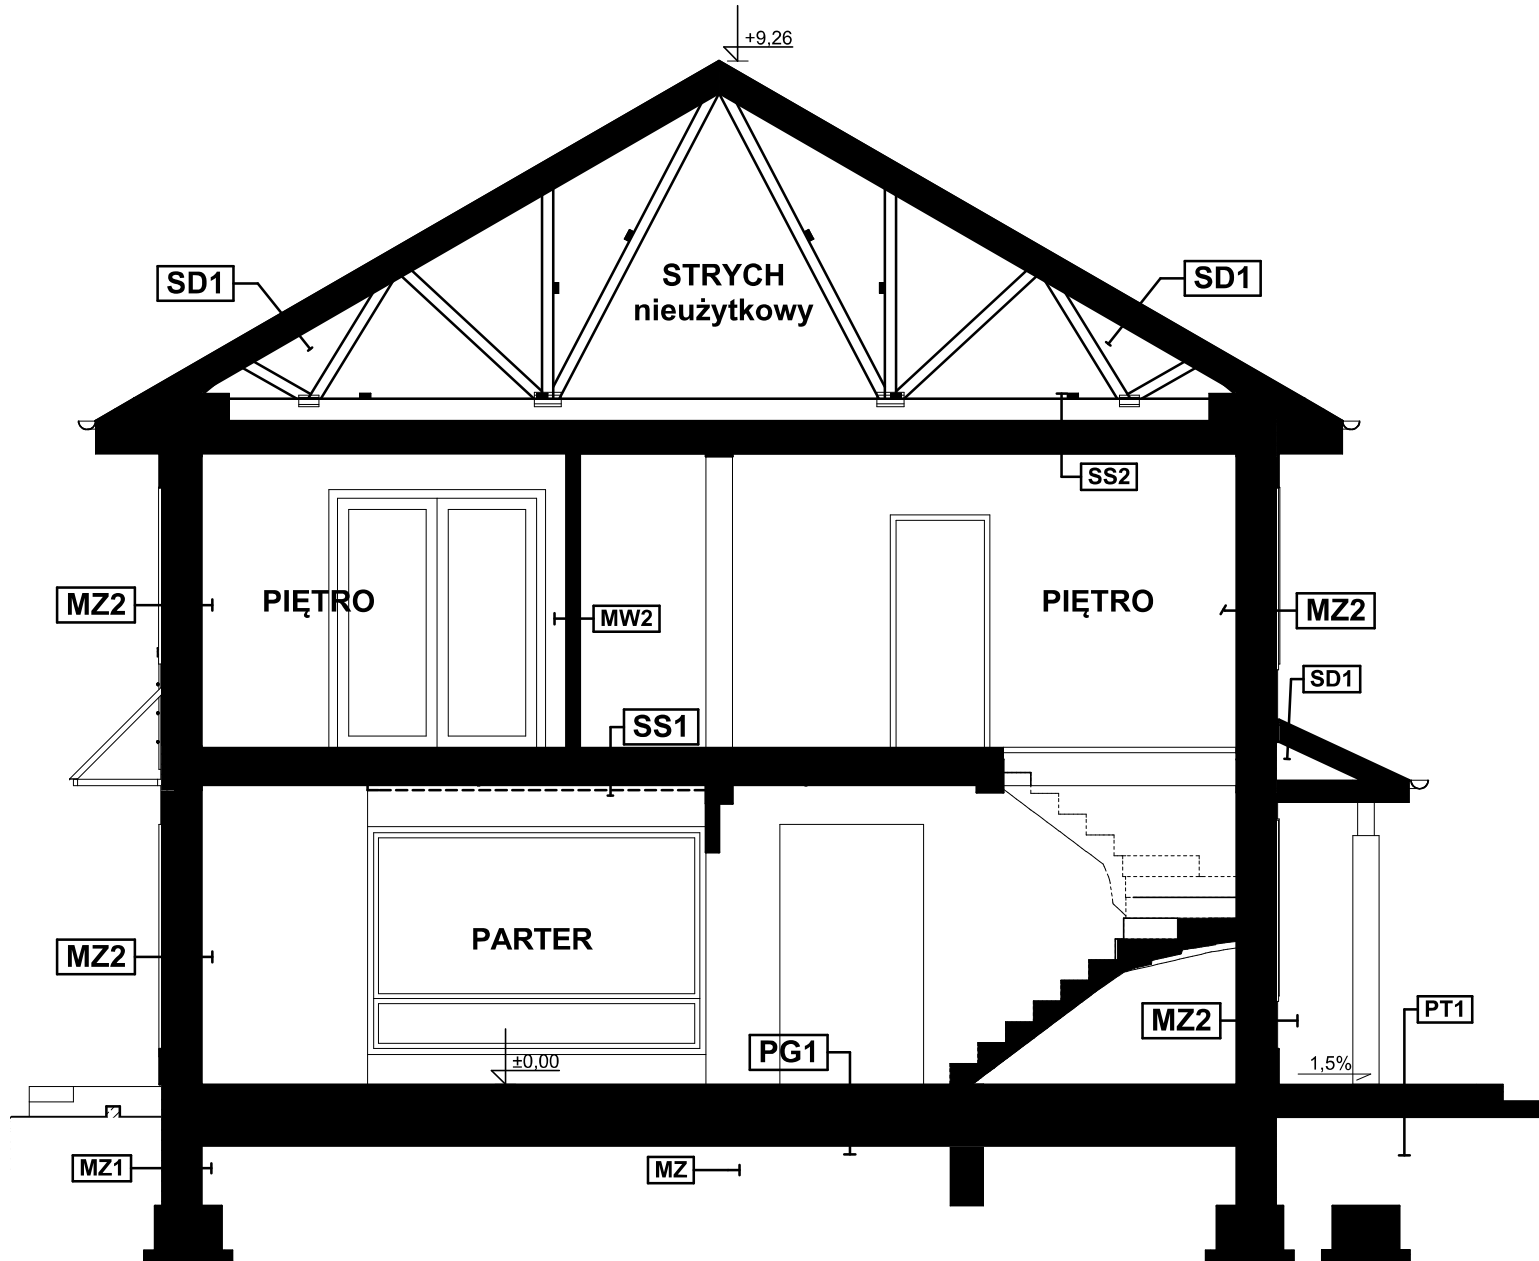 +9,26
SD1
STRYCH
nieużytkowy
SD1
SS2
MZ2
PIĘTRO
MW2
PIĘTRO
MZ2
SD1
SS1
PARTER
MZ2
MZ2
PT1
PG1
±0,00
1,5%
MZ1
MZ